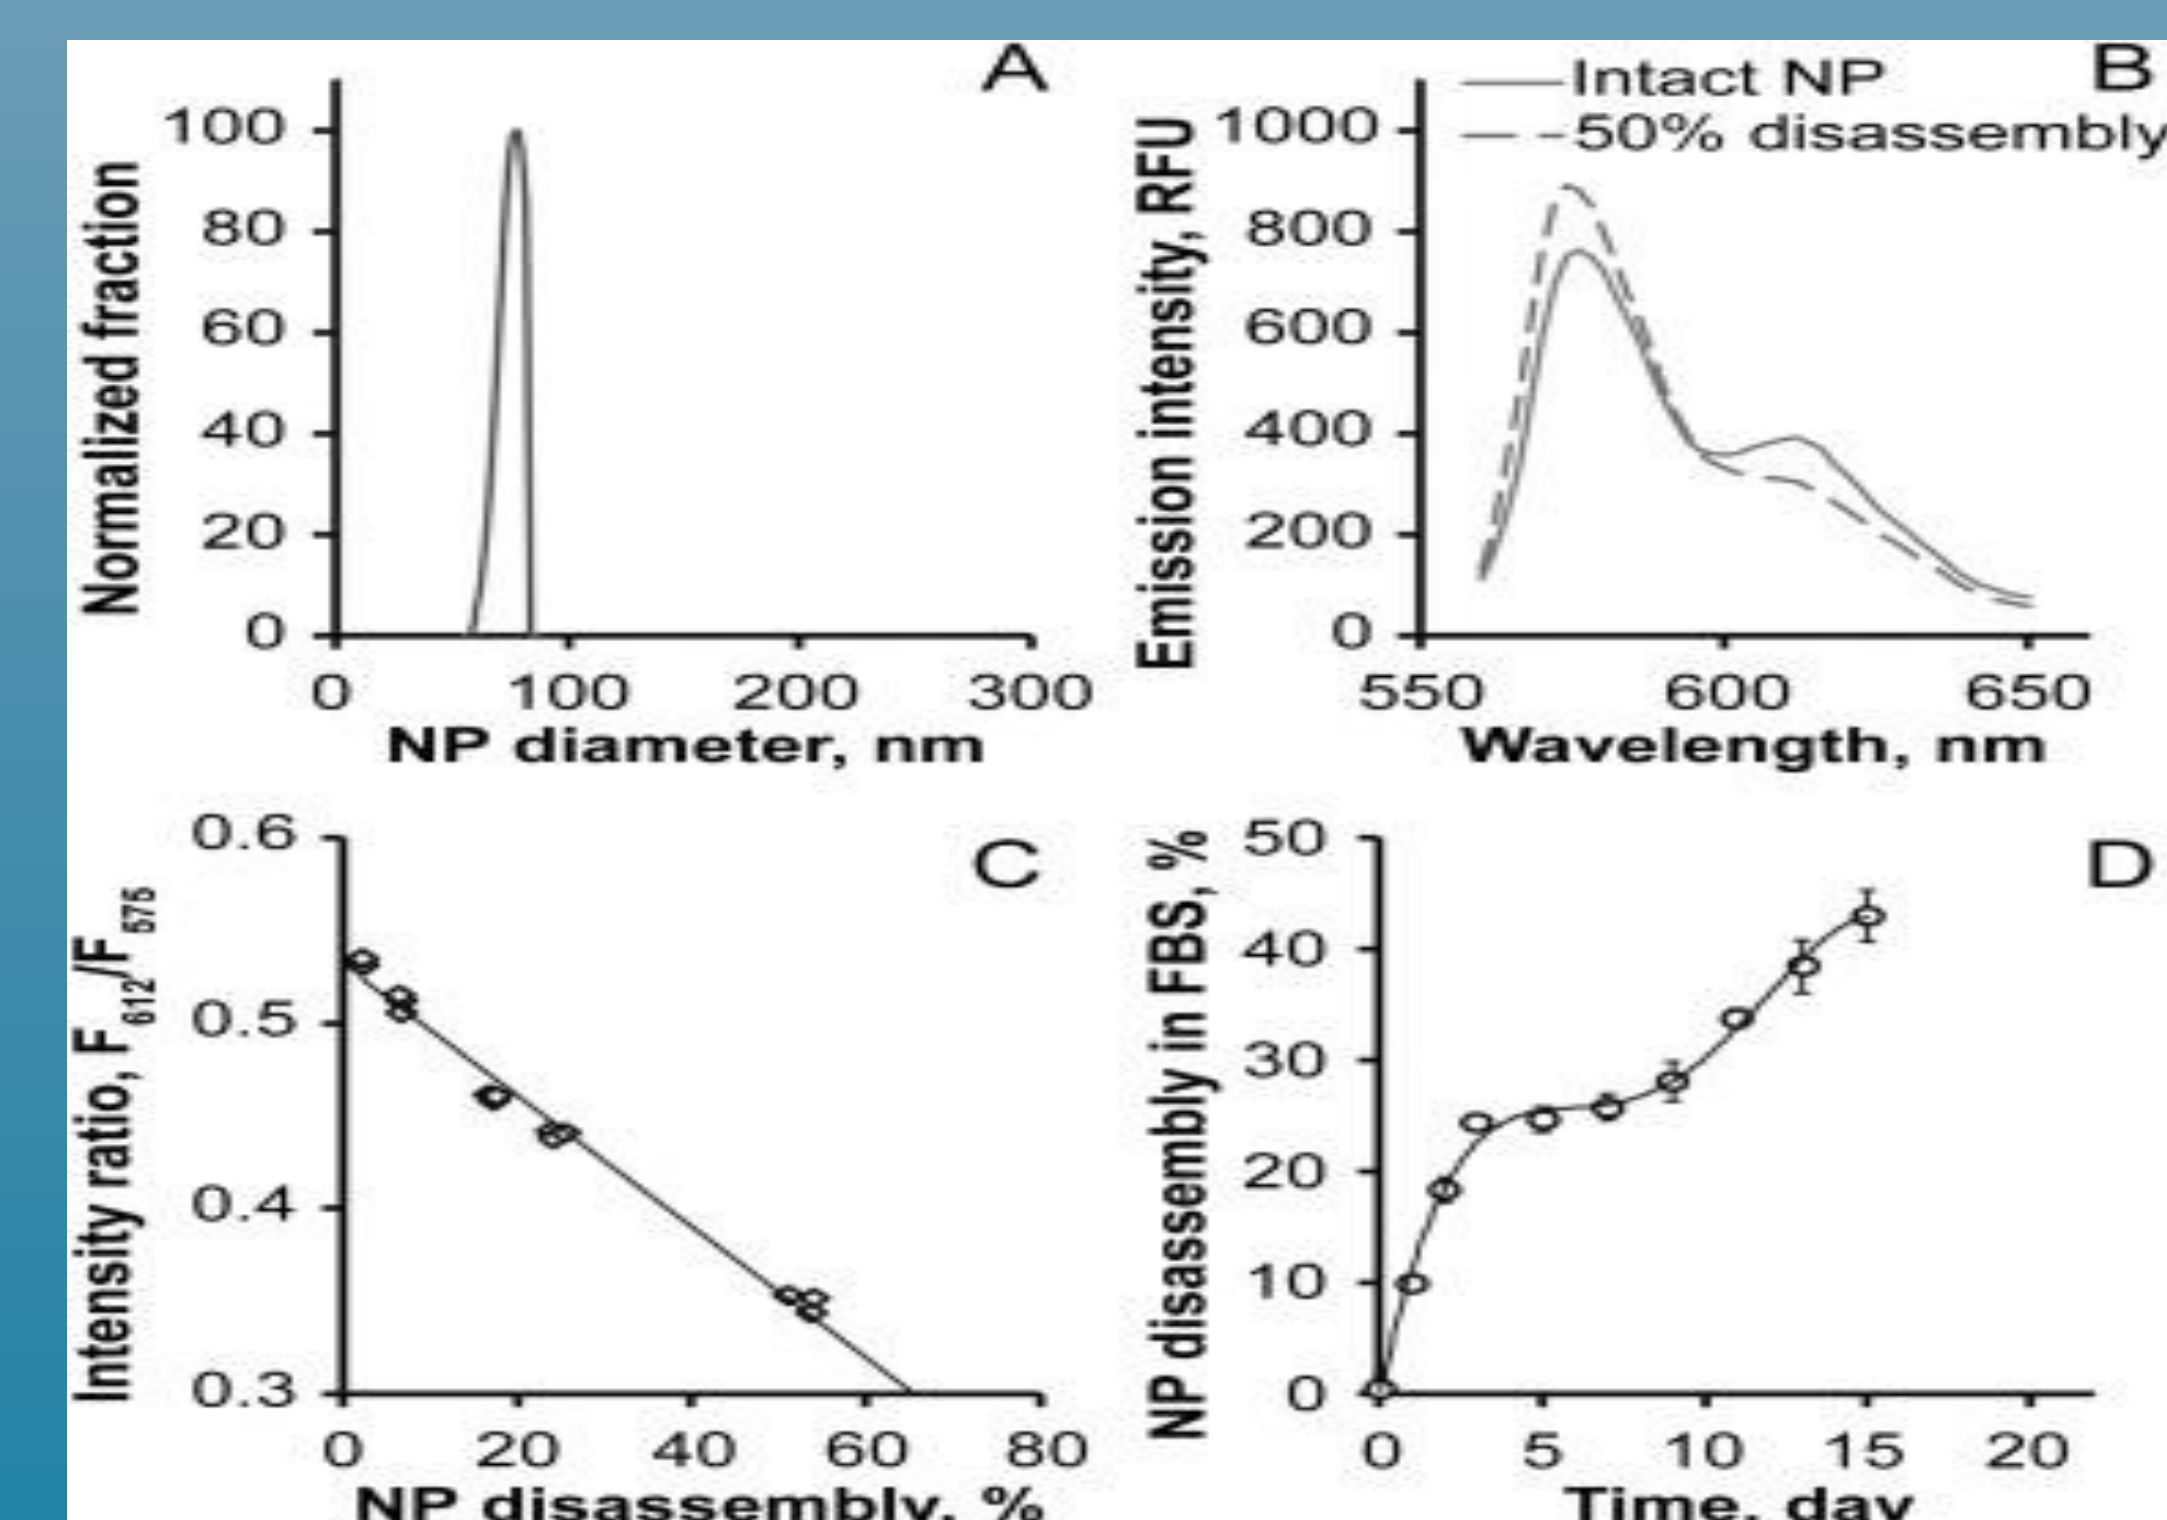 A
Normalized fraction
100
80
60
40
20
0
0 100 200 300
NP diameter, nm
B
Intact NP
50% disassembly
Emission intensity, RFU
1000
800
600
400
200
0
550 600 650
Wavelength, nm
C
Intensity ratio, F612/F575
0.6
0.5
0.4
0.3
0 20 40 60 80
NP disassembly, %
D
NP disassembly in FBS, %
50
40
30
20
10
0
0 5 10 15 20
Time, day